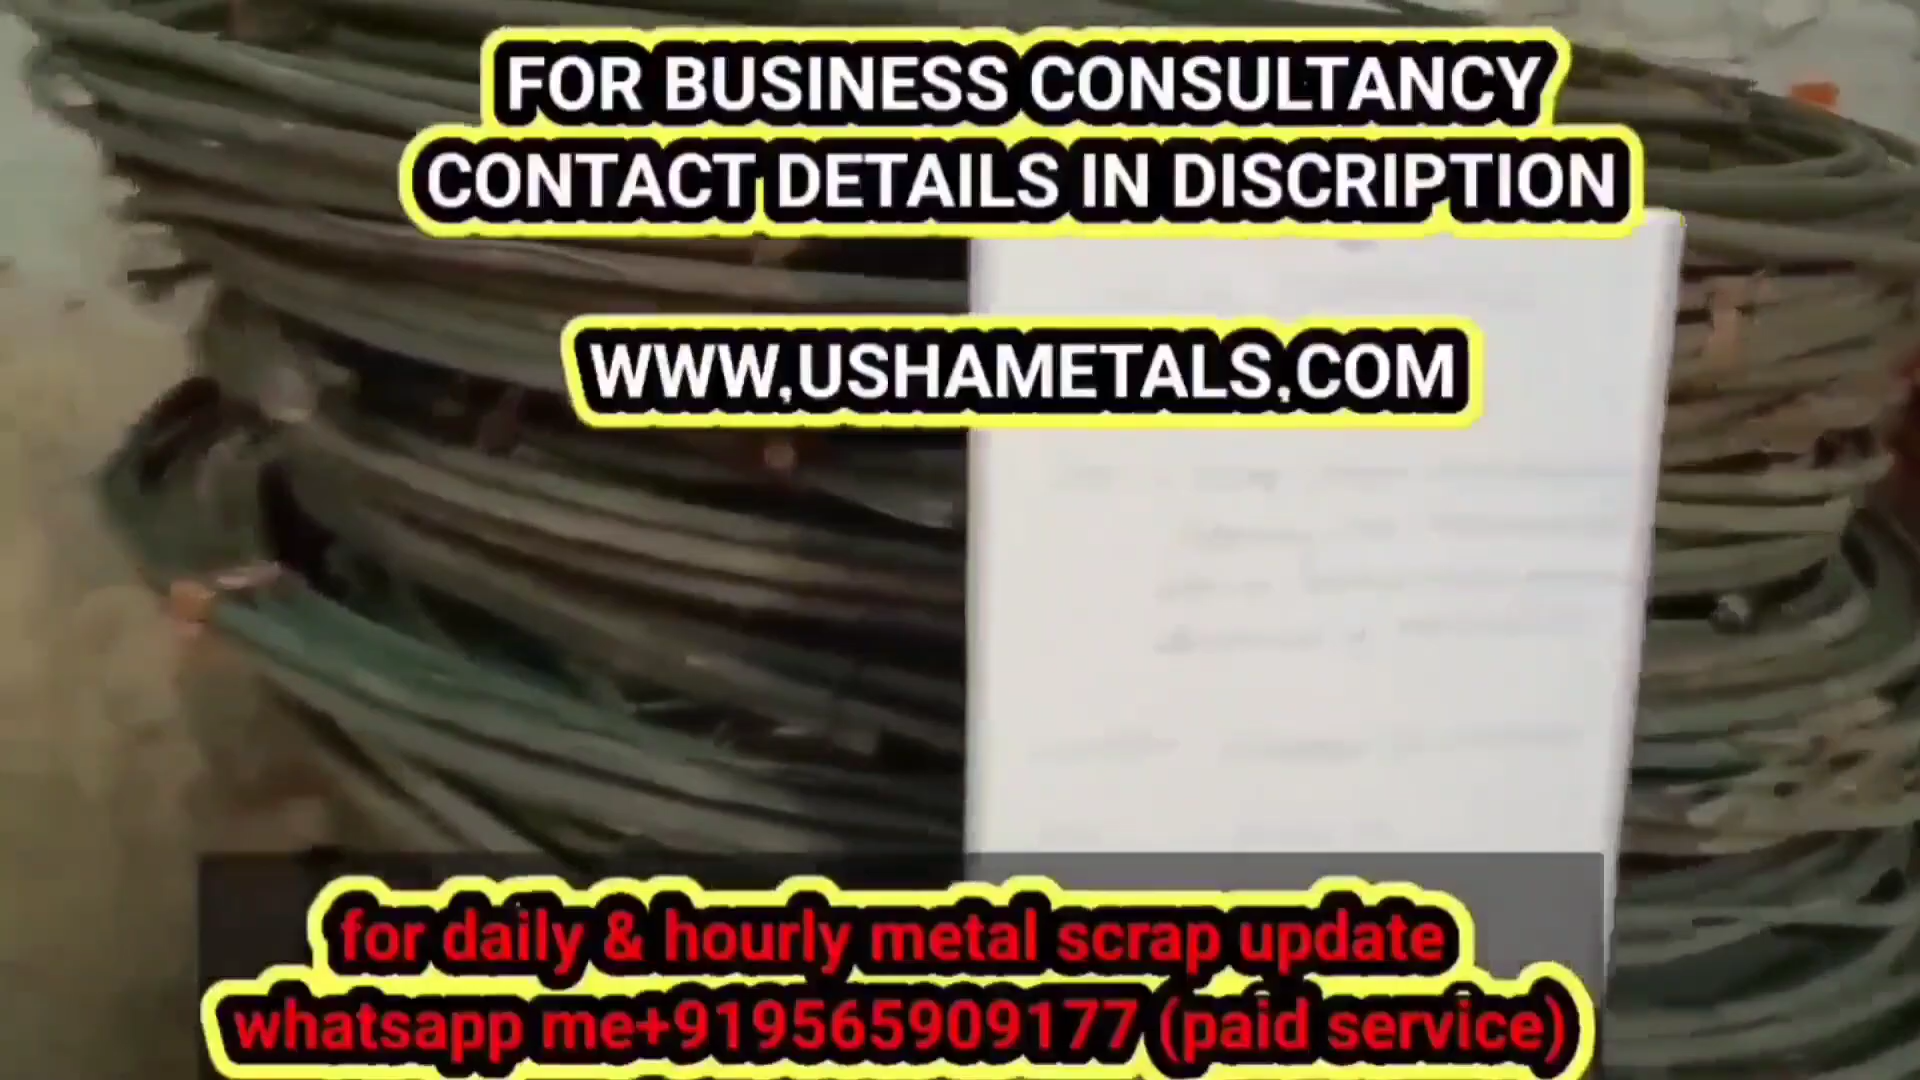 FOR BUSINESS CONSULTANCY
CONTACT DETAILS IN DISCRIPTION
WWW,USHAMETALS,COM
for daily & hourly metal scrap update
whatsapp me+919565909177 (paid service)